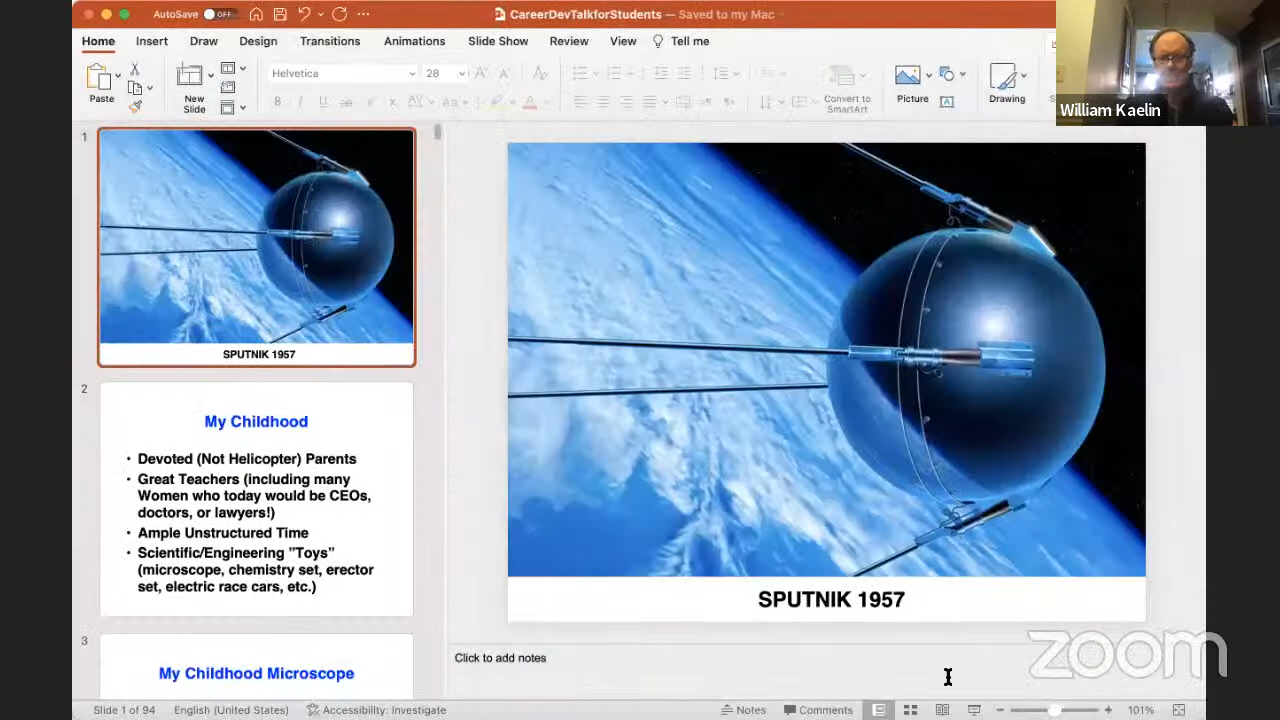 AutoSave OFF
CareerDevTalkforStudents — Saved to my Mac
Home Insert Draw Design Transitions Animations Slide Show Review View Tell me
Paste
New
Slide
Helvetica 28
Convert to
SmartArt
Picture
Drawing
William Kaelin
1
SPUTNIK 1957
2
My Childhood
• Devoted (Not Helicopter) Parents
• Great Teachers (including many
Women who today would be CEOs,
doctors, or lawyers!)
• Ample Unstructured Time
• Scientific/Engineering ”Toys”
(microscope, chemistry set, erector
set, electric race cars, etc.)
3
My Childhood Microscope
SPUTNIK 1957
Click to add notes
zoom
Slide 1 of 94 English (United States) Accessibility: Investigate Notes Comments 101%